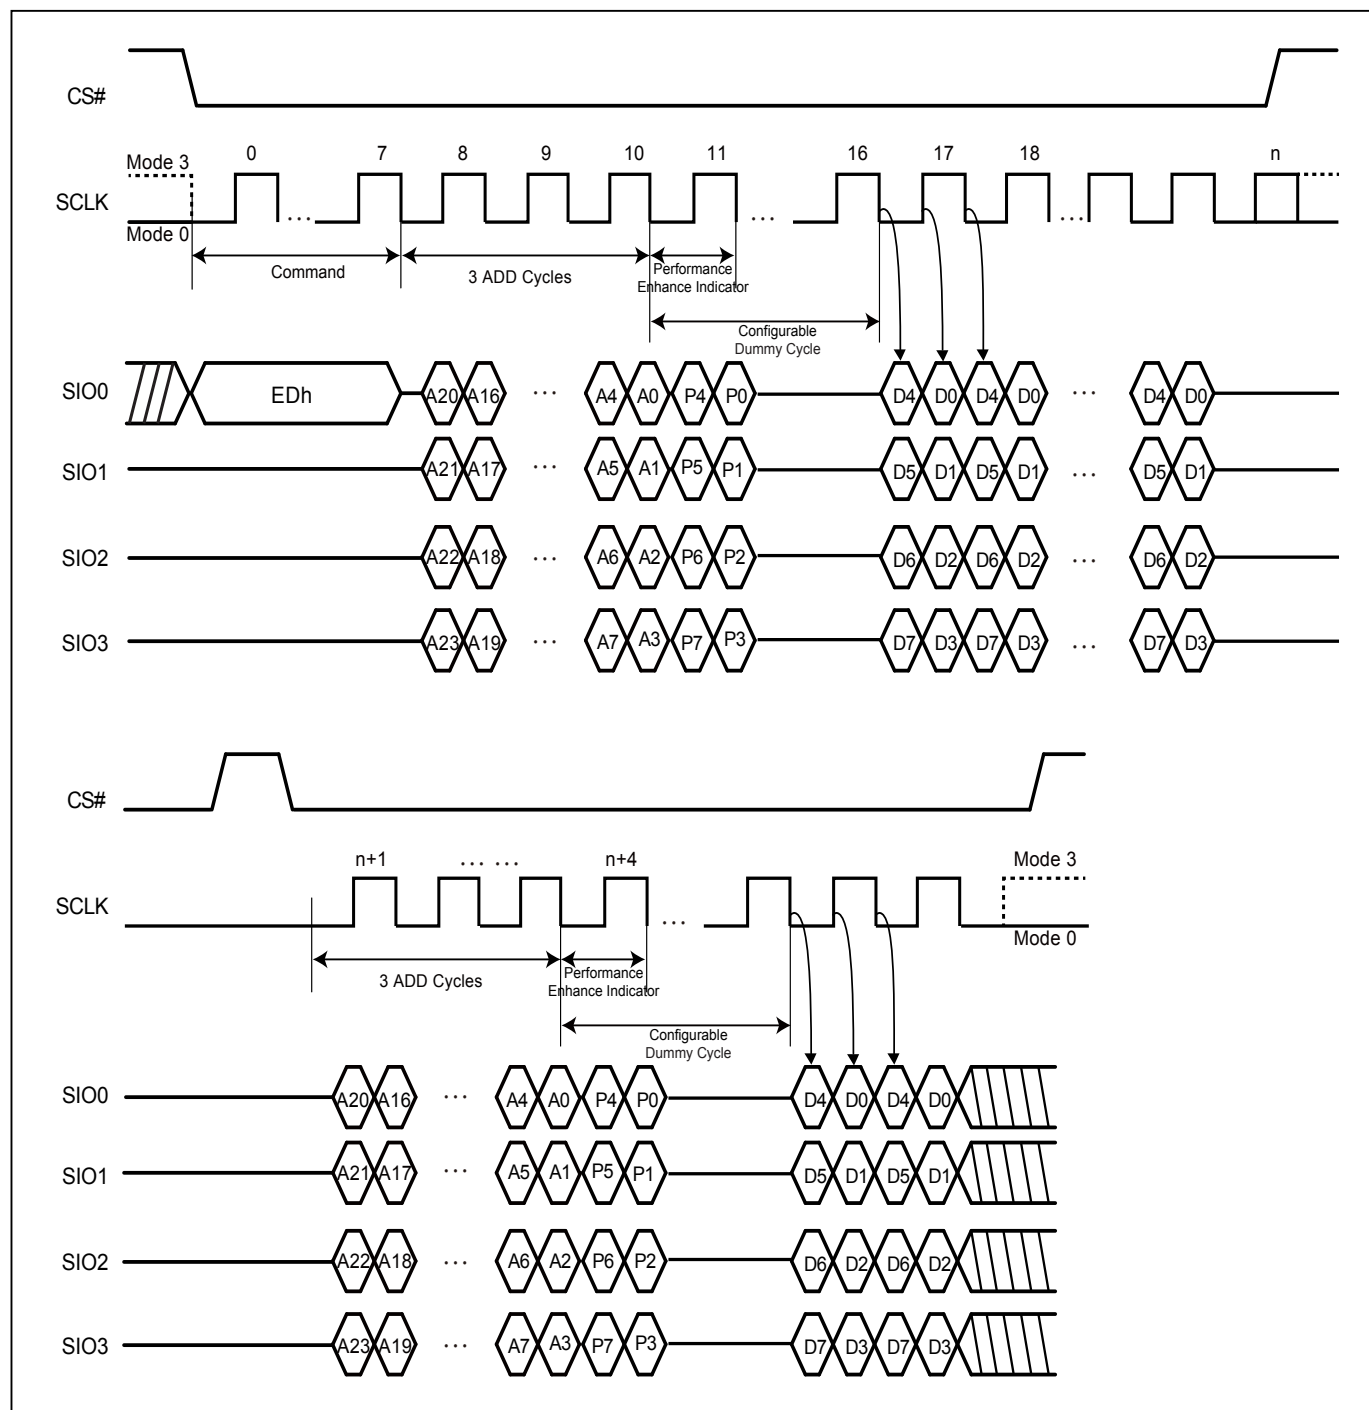 CS#
0 7 8 9 10 11 16 17 18 n
Mode 3
SCLK
...
...
...
Mode 0
Command
3 ADD Cycles
Performance
Enhance Indicator
Configurable
Dummy Cycle
SIO0 EDh A20 A16 ... A4 A0 P4 P0 D4 D0 D4 D0 ... D4 D0
SIO1 A21 A17 ... A5 A1 P5 P1 D5 D1 D5 D1 ... D5 D1
SIO2 A22 A18 ... A6 A2 P6 P2 D6 D2 D6 D2 ... D6 D2
SIO3 A23 A19 ... A7 A3 P7 P3 D7 D3 D7 D3 ... D7 D3
CS#
n+1 ... ... n+4 Mode 3
SCLK ...
Mode 0
3 ADD Cycles
Performance
Enhance Indicator
Configurable
Dummy Cycle
SIO0 A20 A16 ... A4 A0 P4 P0 D4 D0 D4 D0
SIO1 A21 A17 ... A5 A1 P5 P1 D5 D1 D5 D1
SIO2 A22 A18 ... A6 A2 P6 P2 D6 D2 D6 D2
SIO3 A23 A19 ... A7 A3 P7 P3 D7 D3 D7 D3